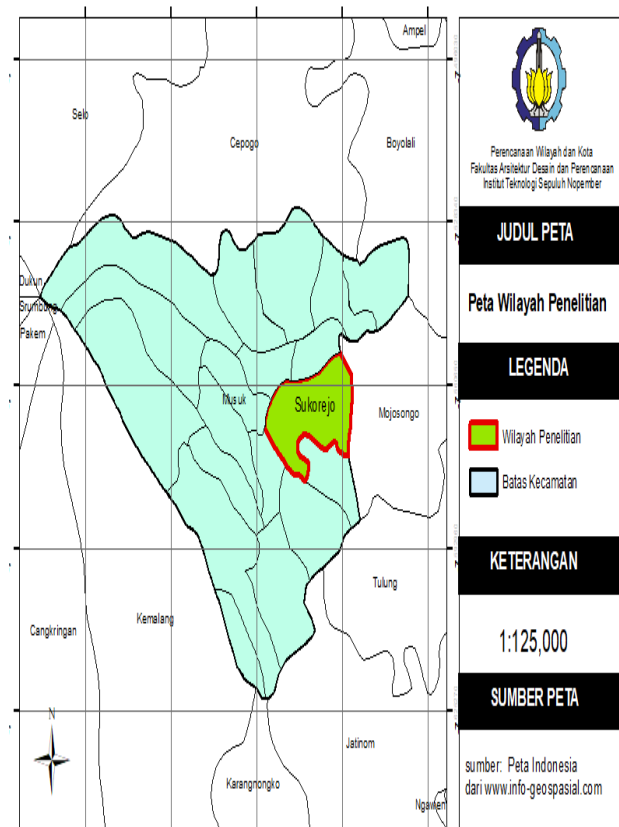 Ampel
Selo
Cepogo
Boyolali
Dukun
Srumbung
Pakem
Musuk
Sukorejo
Mojosongo
Tulung
Cangkringan
Kemalang
N
Jatinom
Karangnongko
Ngawen
Perencanaan Wilayah dan Kota
Fakultas Arsitektur Desain dan Perencanaan
Institut Teknologi Sepuluh Nopember
JUDUL PETA
Peta Wilayah Penelitian
LEGENDA
Wilayah Penelitian
Batas Kecamatan
KETERANGAN
1:125,000
SUMBER PETA
sumber: Peta Indonesia
dari www.info-geospasial.com